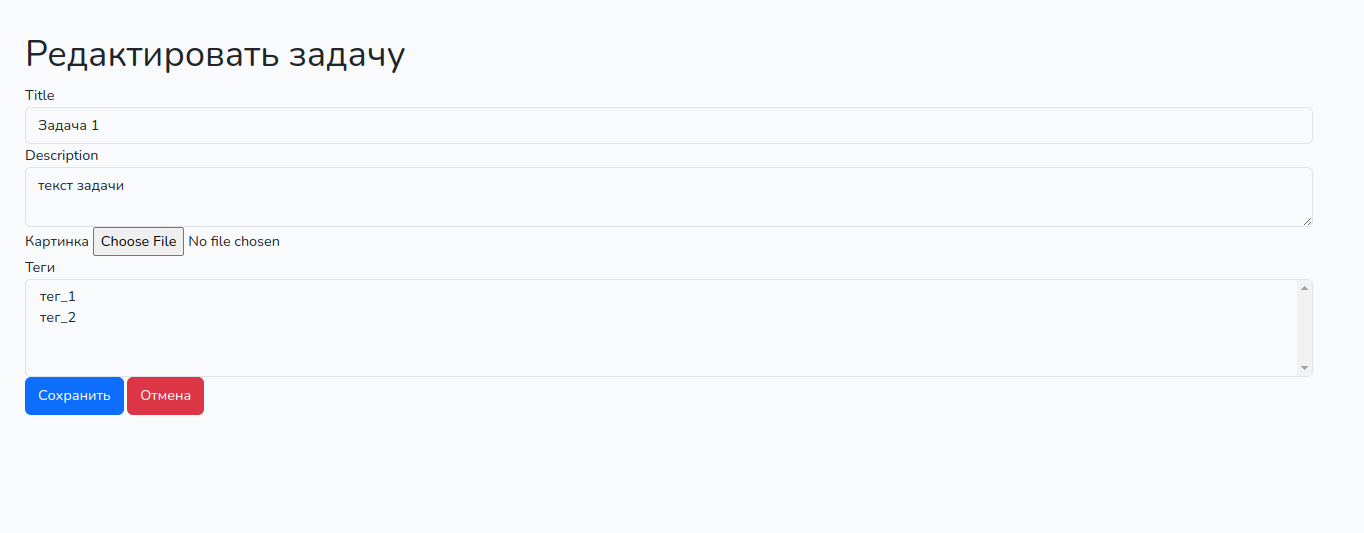 Редактировать задачу
Title
Задача 1
Description
текст задачи
Картинка Choose File No file chosen
Теги
тег_1
тег_2
Сохранить Отмена